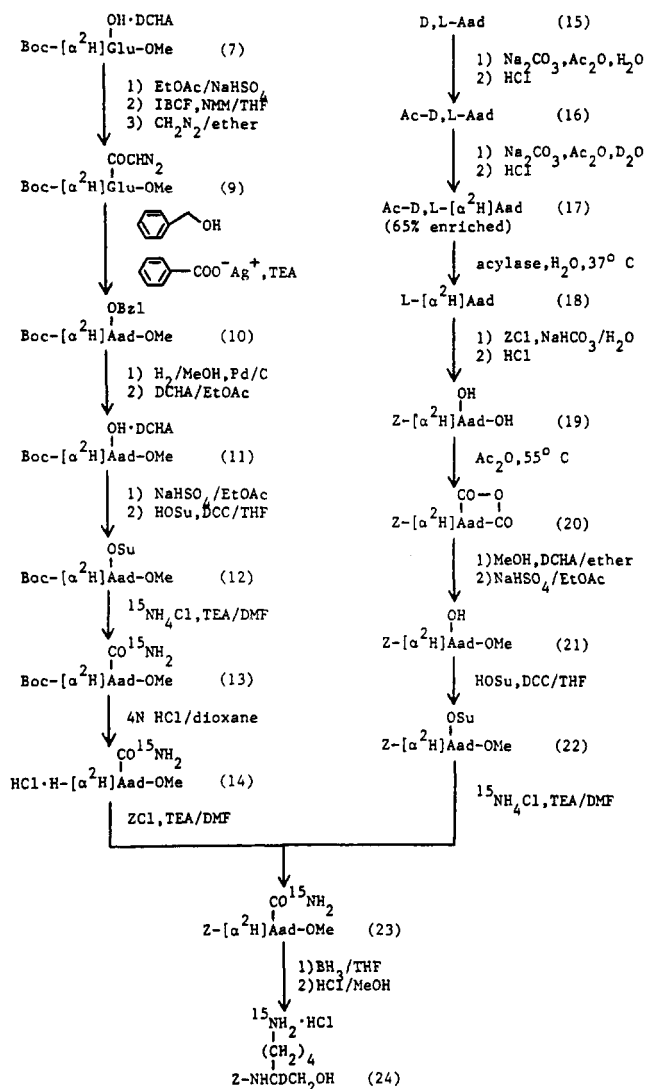 OH·DCHA
Boc-[α²H]Glu-OMe (7)
1) EtOAc/NaHSO₄
2) IBCF,NMM/THF
3) CH₂N₂/ether
COCHN₂
Boc-[α²H]Glu-OMe (9)
OH
COO⁻Ag⁺,TEA
OBzl
Boc-[α²H]Aad-OMe (10)
1) H₂/MeOH,Pd/C
2) DCHA/EtOAc
OH·DCHA
Boc-[α²H]Aad-OMe (11)
1) NaHSO₄/EtOAc
2) HOSu,DCC/THF
OSu
Boc-[α²H]Aad-OMe (12)
¹⁵NH₄Cl,TEA/DMF
CO¹⁵NH₂
Boc-[α²H]Aad-OMe (13)
4N HCl/dioxane
CO¹⁵NH₂
HCl·H-[α²H]Aad-OMe (14)
ZCl,TEA/DMF
D,L-Aad (15)
1) Na₂CO₃,Ac₂O,H₂O
2) HCl
Ac-D,L-Aad (16)
1) Na₂CO₃,Ac₂O,D₂O
2) HCl
Ac-D,L-[α²H]Aad (17)
(65% enriched)
acylase,H₂O,37° C
L-[α²H]Aad (18)
1) ZCl,NaHCO₃/H₂O
2) HCl
OH
Z-[α²H]Aad-OH (19)
Ac₂O,55° C
CO-O
Z-[α²H]Aad-CO (20)
1)MeOH,DCHA/ether
2)NaHSO₄/EtOAc
OH
Z-[α²H]Aad-OMe (21)
HOSu,DCC/THF
OSu
Z-[α²H]Aad-OMe (22)
¹⁵NH₄Cl,TEA/DMF
CO¹⁵NH₂
Z-[α²H]Aad-OMe (23)
1)BH₃/THF
2)HCl/MeOH
¹⁵NH₂·HCl
(CH₂)₄
Z-NHCDCH₂OH (24)